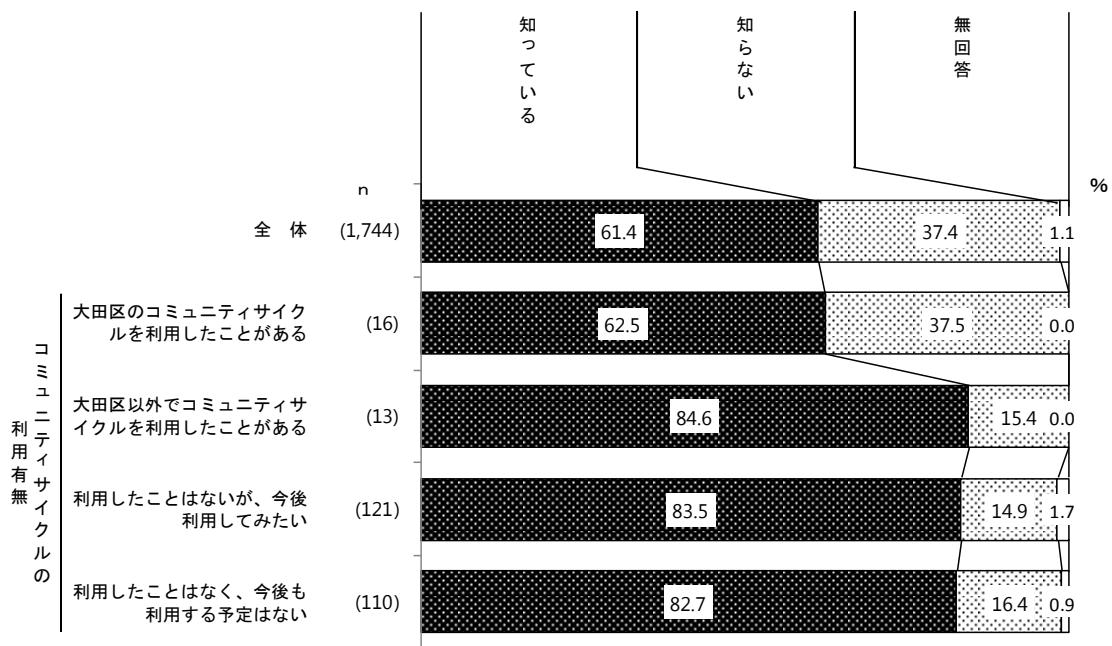 知っている
知らない
無回答
n
%
全　体 (1,744) 61.4 37.4 1.1
コミュニティサイクルの
利用有無
大田区のコミュニティサイク
ルを利用したことがある
(16) 62.5 37.5 0.0
大田区以外でコミュニティサ
イクルを利用したことがある
(13) 84.6 15.4 0.0
利用したことはないが、今後
利用してみたい
(121) 83.5 14.9 1.7
利用したことはなく、今後も
利用する予定はない
(110) 82.7 16.4 0.9